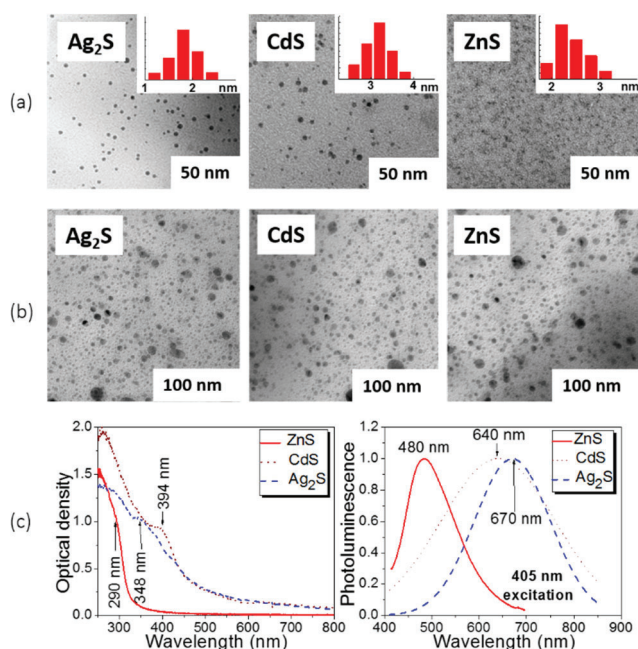 Ag₂S
1 2 nm
CdS
3 4 nm
ZnS
2 3 nm
(a)
50 nm
50 nm
50 nm
Ag₂S
CdS
ZnS
(b)
100 nm
100 nm
100 nm
(c)
Optical density
2.0
1.5
1.0
0.5
0.0
300 400 500 600 700 800
Wavelength (nm)
290 nm
348 nm
394 nm
ZnS
CdS
Ag₂S
Photoluminescence
1.2
1.0
0.8
0.6
0.4
0.2
0.0
400 500 600 700 800 900
Wavelength (nm)
480 nm
640 nm
670 nm
ZnS
CdS
Ag₂S
405 nm
excitation